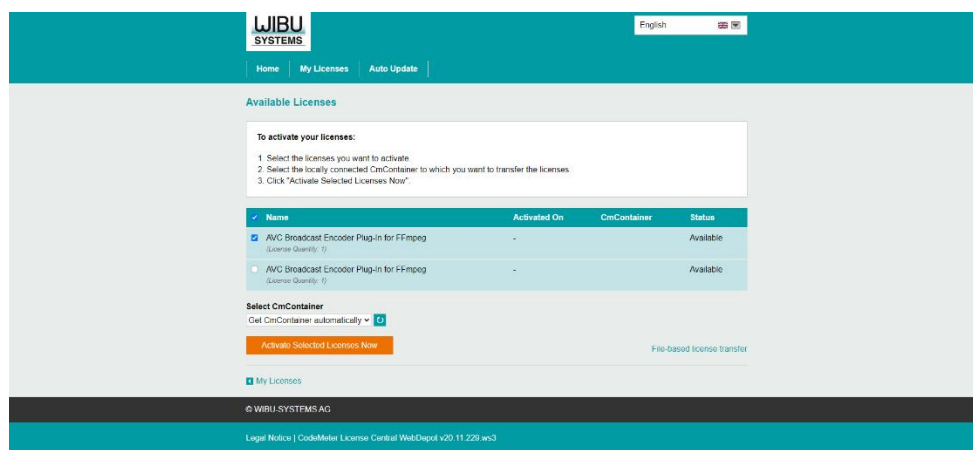 WIBU
SYSTEMS
English
Home My Licenses Auto Update
Available Licenses
To activate your licenses:
1. Select the licenses you want to activate
2. Select the locally connected CmContainer to which you want to transfer the licenses.
3. Click "Activate Selected Licenses Now".
Name Activated On CmContainer Status
AVC Broadcast Encoder Plug-In for FFmpeg - Available
(License Quantity: 1)
AVC Broadcast Encoder Plug-In for FFmpeg - Available
(License Quantity: 1)
Select CmContainer
Get CmContainer automatically
Activate Selected Licenses Now
File-based license transfer
My Licenses
© WIBU-SYSTEMS AG
Legal Notice | CodeMeter License Central WebDepot v20.11.229.ws3